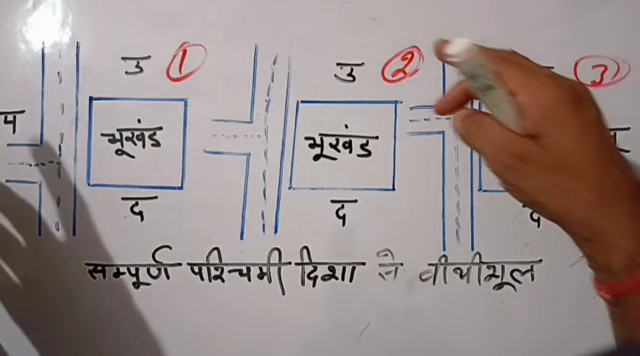 उ 1 उ 2 3
प भूखंड भूखंड
द द द
सम्पूर्ण पश्चिमी दिशा से वीथीशूल